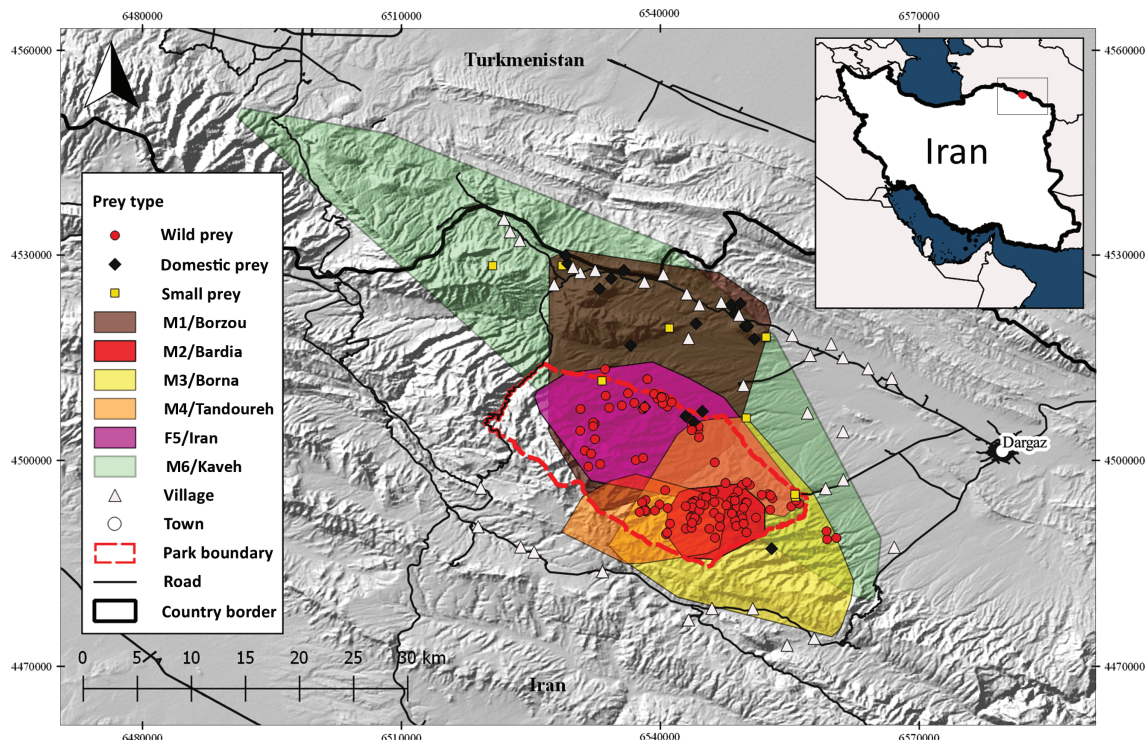 6480000
6510000
6540000
6570000
4560000
4560000
Turkmenistan
Iran
Prey type
Wild prey
Domestic prey
Small prey
M1/Borzou
M2/Bardia
M3/Borna
M4/Tandoureh
F5/Iran
M6/Kaveh
Village
Town
Park boundary
Road
Country border
4530000
4530000
Dargaz
4500000
4500000
0 5 10 15 20 25 30 km
4470000
4470000
Iran
6480000
6510000
6540000
6570000